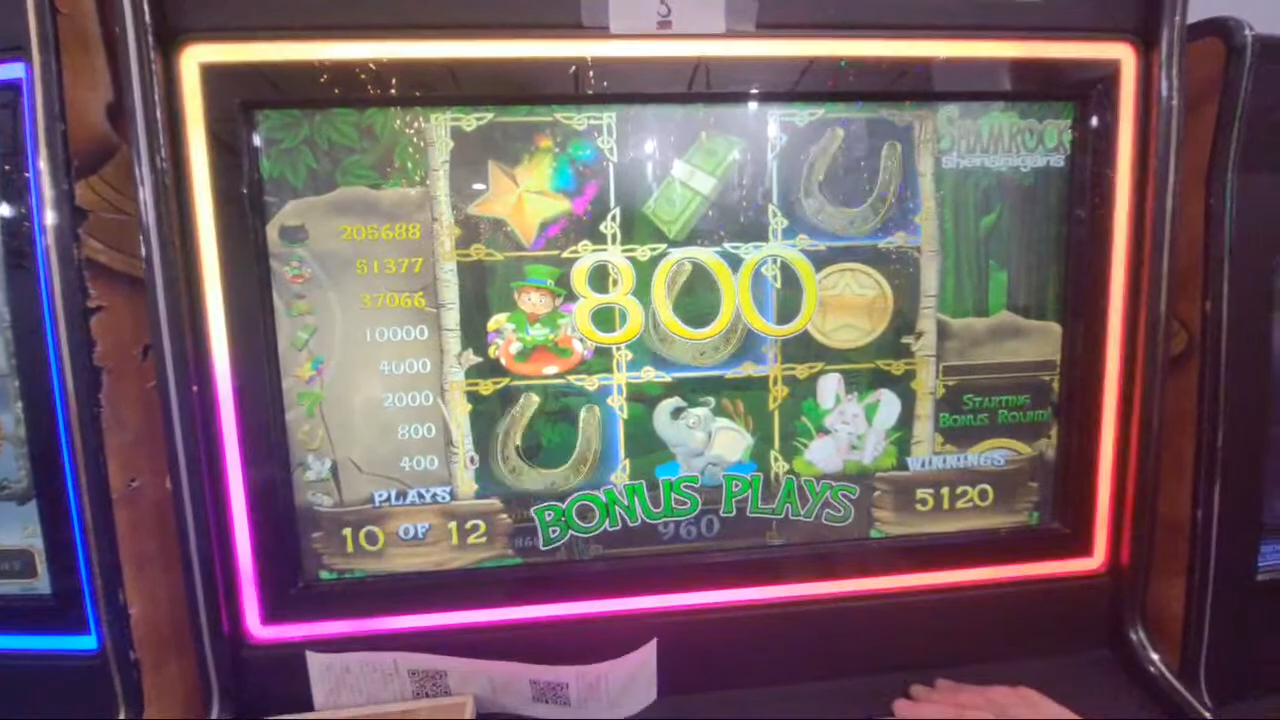 SHAMROCK
shenanigans
205688
51377
37066
10000
4000
2000
800
400
800
STARTING
BONUS ROUND!
PLAYS
10 OF 12
BONUS PLAYS
960
WINNINGS
5120